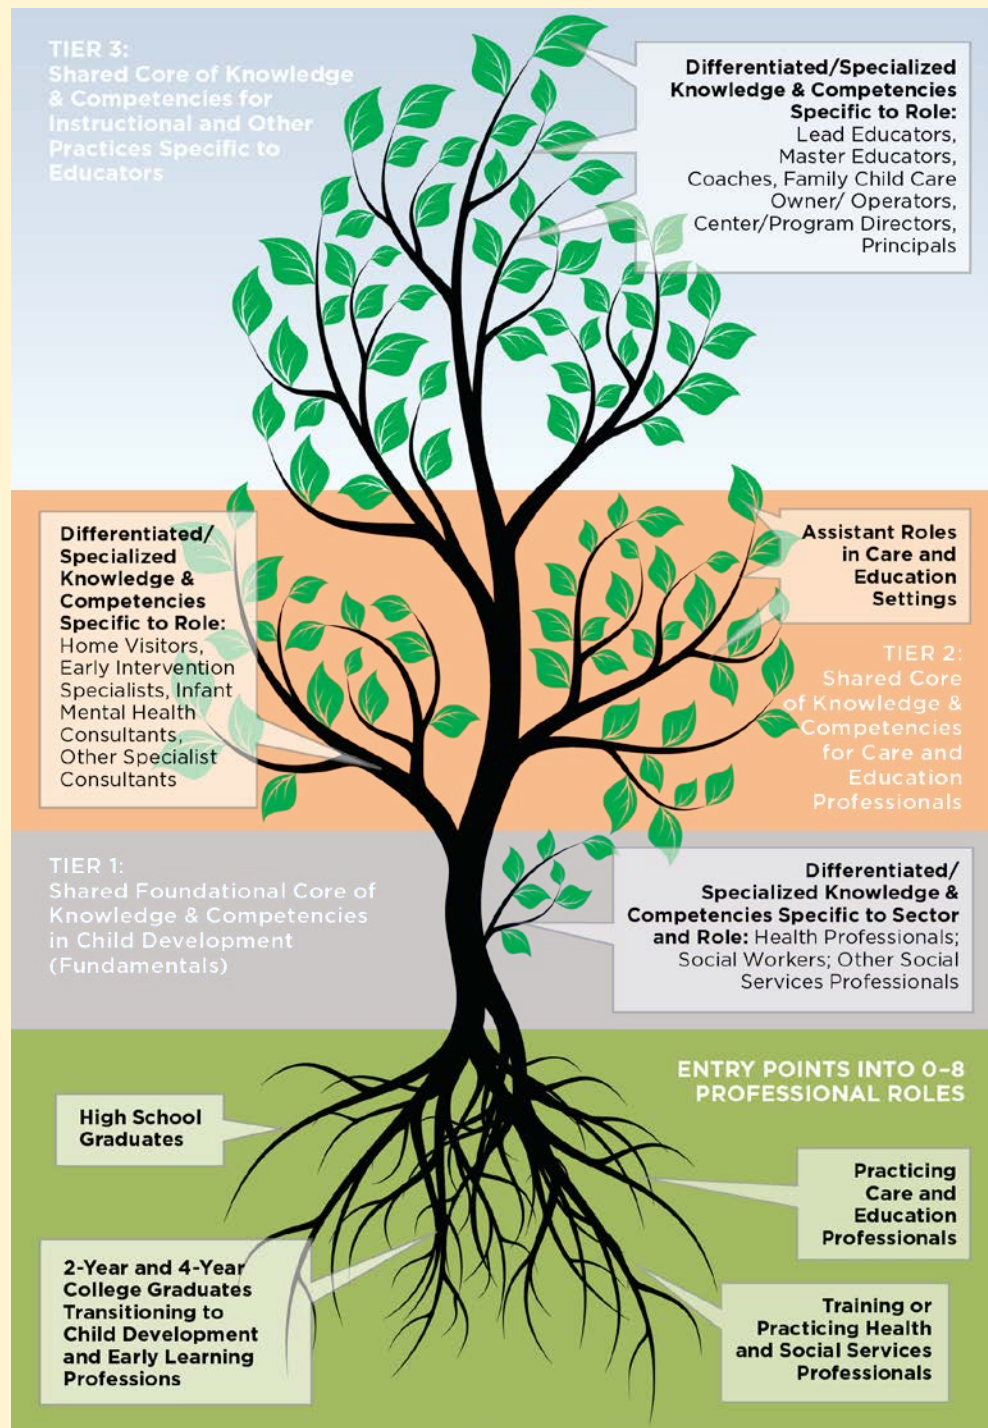 TIER 3:
Shared Core of Knowledge
& Competencies for
Instructional and Other
Practices Specific to
Educators
Differentiated/Specialized
Knowledge & Competencies
Specific to Role:
Lead Educators,
Master Educators,
Coaches, Family Child Care
Owner/ Operators,
Center/Program Directors,
Principals
Differentiated/
Specialized
Knowledge &
Competencies
Specific to Role:
Home Visitors,
Early Intervention
Specialists, Infant
Mental Health
Consultants,
Other Specialist
Consultants
Assistant Roles
in Care and
Education
Settings
TIER 2:
Shared Core
of Knowledge &
Competencies
for Care and
Education
Professionals
TIER 1:
Shared Foundational Core of
Knowledge & Competencies
in Child Development
(Fundamentals)
Differentiated/
Specialized Knowledge &
Competencies Specific to Sector
and Role: Health Professionals;
Social Workers; Other Social
Services Professionals
ENTRY POINTS INTO 0–8
PROFESSIONAL ROLES
High School
Graduates
Practicing
Care and
Education
Professionals
2-Year and 4-Year
College Graduates
Transitioning to
Child Development
and Early Learning
Professions
Training or
Practicing Health
and Social Services
Professionals